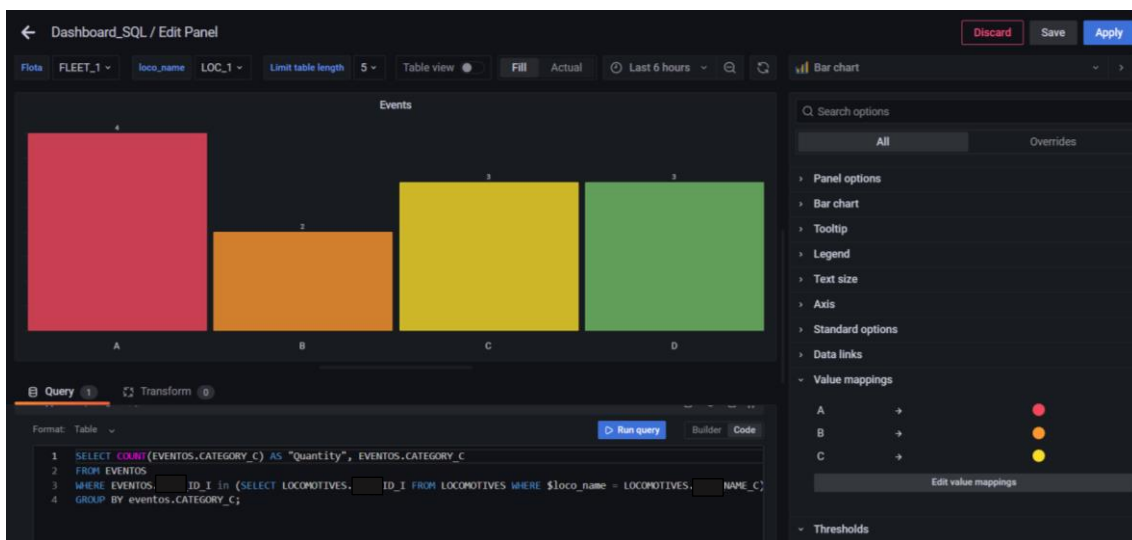 Dashboard_SQL / Edit Panel
Discard
Save
Apply
Flota FLEET_1
loco_name LOC_1
Limit table length 5
Table view
Fill
Actual
Last 6 hours
Bar chart
Events
4
2
3
3
A
B
C
D
Search options
All
Overrides
Panel options
Bar chart
Tooltip
Legend
Text size
Axis
Standard options
Data links
Value mappings
A →
B →
C →
Edit value mappings
Thresholds
Query 1
Transform 0
Format: Table
Run query
Builder
Code
1 SELECT COUNT(EVENTOS.CATEGORY_C) AS "Quantity", EVENTOS.CATEGORY_C
2 FROM EVENTOS
3 WHERE EVENTOS. ID_I in (SELECT LOCOMOTIVES. ID_I FROM LOCOMOTIVES WHERE $loco_name = LOCOMOTIVES. NAME_C)
4 GROUP BY eventos.CATEGORY_C;